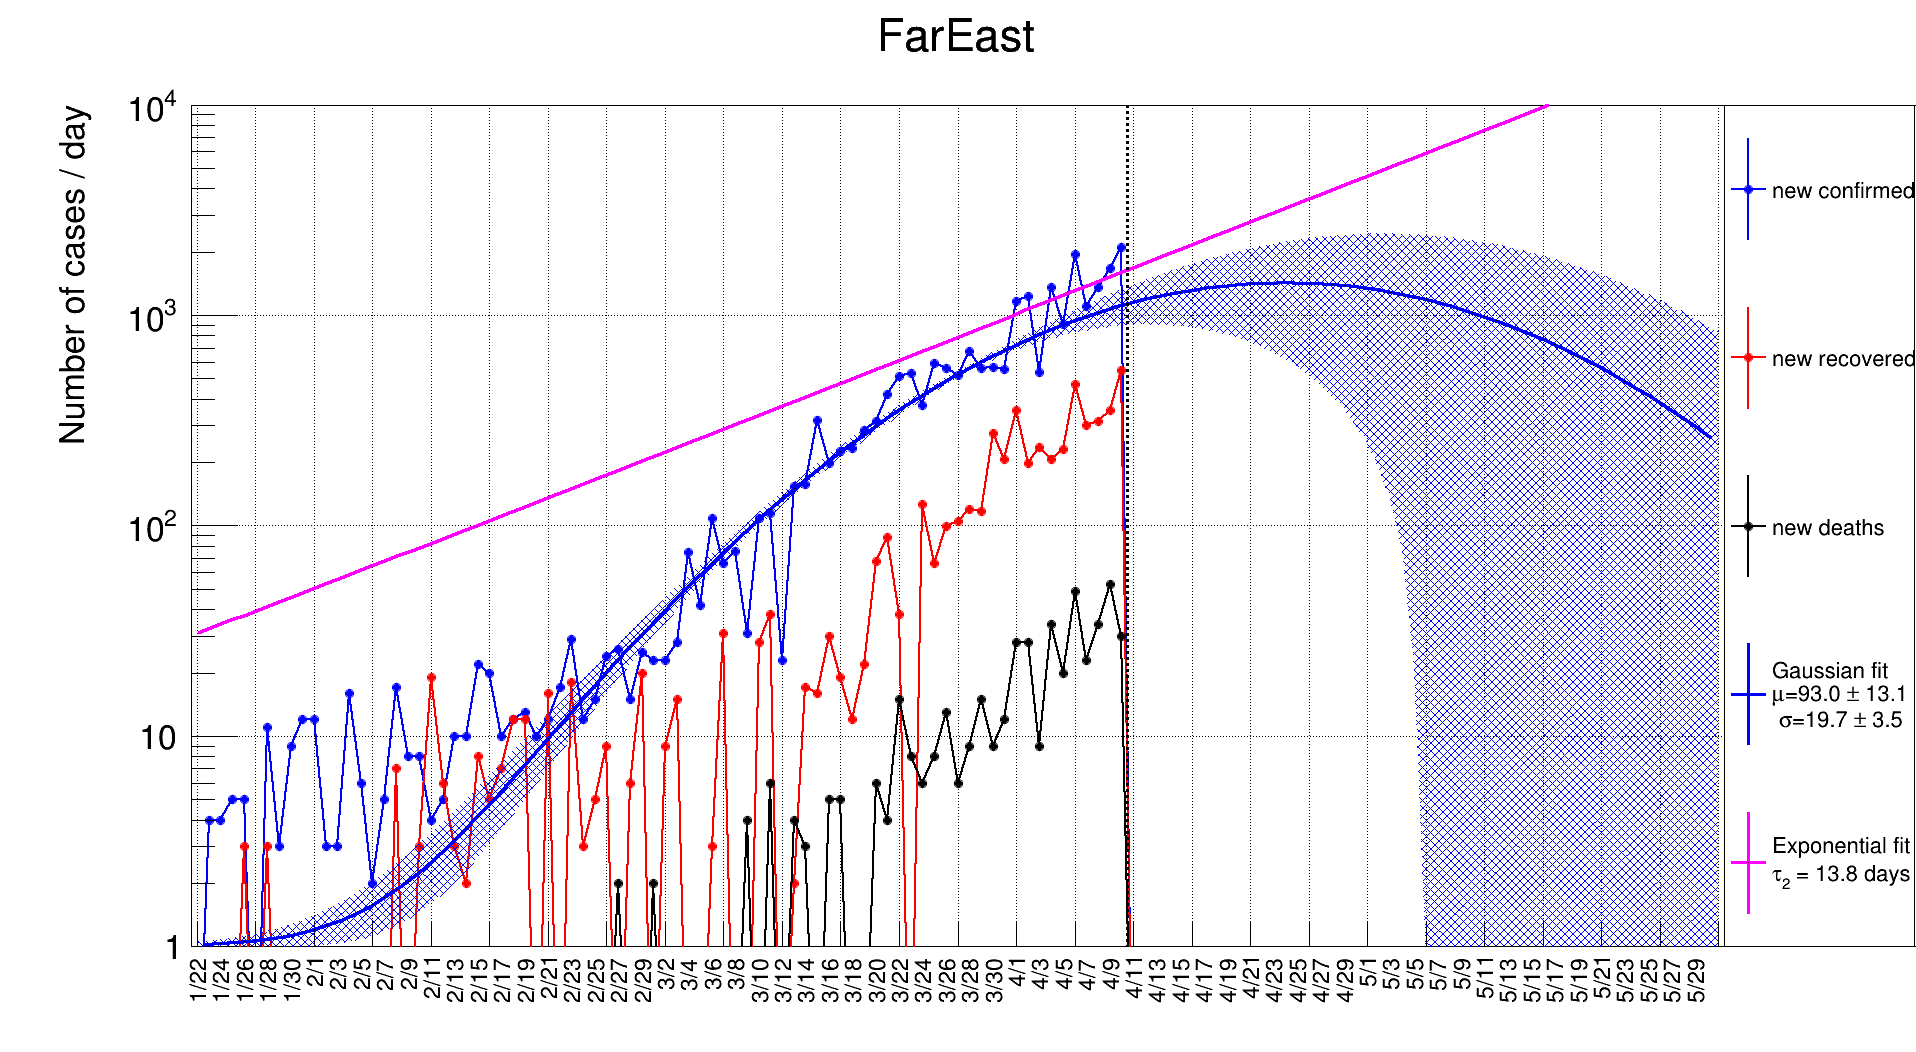 FarEast
Number of cases / day
10⁴
10³
10²
10
1
1/22 1/24 1/26 1/28 1/30 2/1 2/3 2/5 2/7 2/9 2/11 2/13 2/15 2/17 2/19 2/21 2/23 2/25 2/27 2/29 3/2 3/4 3/6 3/8 3/10 3/12 3/14 3/16 3/18 3/20 3/22 3/24 3/26 3/28 3/30 4/1 4/3 4/5 4/7 4/9 4/11 4/13 4/15 4/17 4/19 4/21 4/23 4/25 4/27 4/29 5/1 5/3 5/5 5/7 5/9 5/11 5/13 5/15 5/17 5/19 5/21 5/23 5/25 5/27 5/29
new confirmed
new recovered
new deaths
Gaussian fit
μ=93.0 ± 13.1
σ=19.7 ± 3.5
Exponential fit
τ₂ = 13.8 days